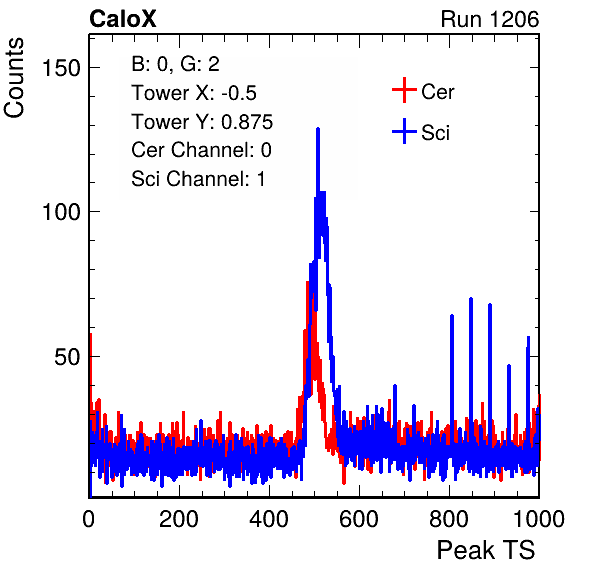 CaloX Run 1206
Counts
150
100
50
B: 0, G: 2
Tower X: -0.5
Tower Y: 0.875
Cer Channel: 0
Sci Channel: 1
Cer
Sci
0 200 400 600 800 1000
Peak TS